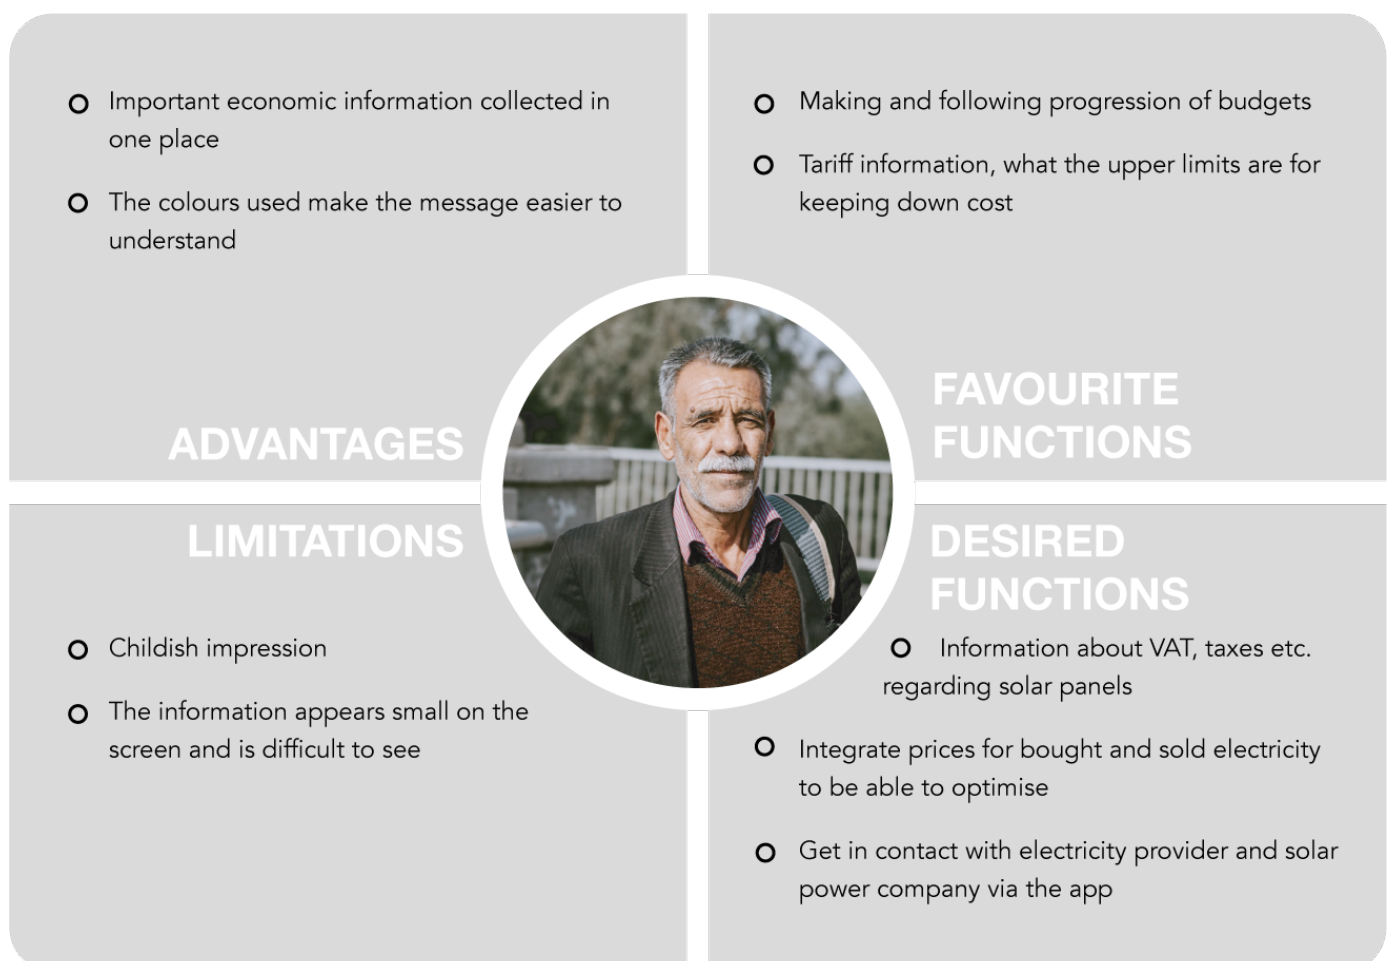 Important economic information collected in
one place
The colours used make the message easier to
understand
ADVANTAGES
Making and following progression of budgets
Tariff information, what the upper limits are for
keeping down cost
FAVOURITE
FUNCTIONS
LIMITATIONS
Childish impression
The information appears small on the
screen and is difficult to see
DESIRED
FUNCTIONS
Information about VAT, taxes etc.
regarding solar panels
Integrate prices for bought and sold electricity
to be able to optimise
Get in contact with electricity provider and solar
power company via the app